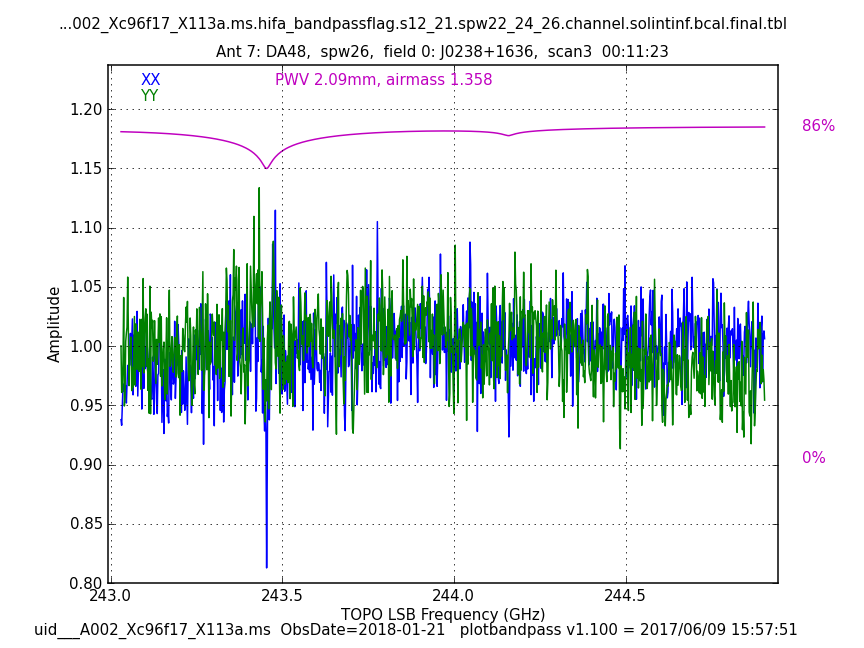 ...002_Xc96f17_X113a.ms.hifa_bandpassflag.s12_21.spw22_24_26.channel.solintinf.bcal.final.tbl
Ant 7: DA48,  spw26,  field 0: J0238+1636,  scan3  00:11:23
XX
YY
PWV 2.09mm, airmass 1.358
86%
0%
Amplitude
1.20
1.15
1.10
1.05
1.00
0.95
0.90
0.85
0.80
243.0
243.5
244.0
244.5
TOPO LSB Frequency (GHz)
uid___A002_Xc96f17_X113a.ms  ObsDate=2018-01-21   plotbandpass v1.100 = 2017/06/09 15:57:51